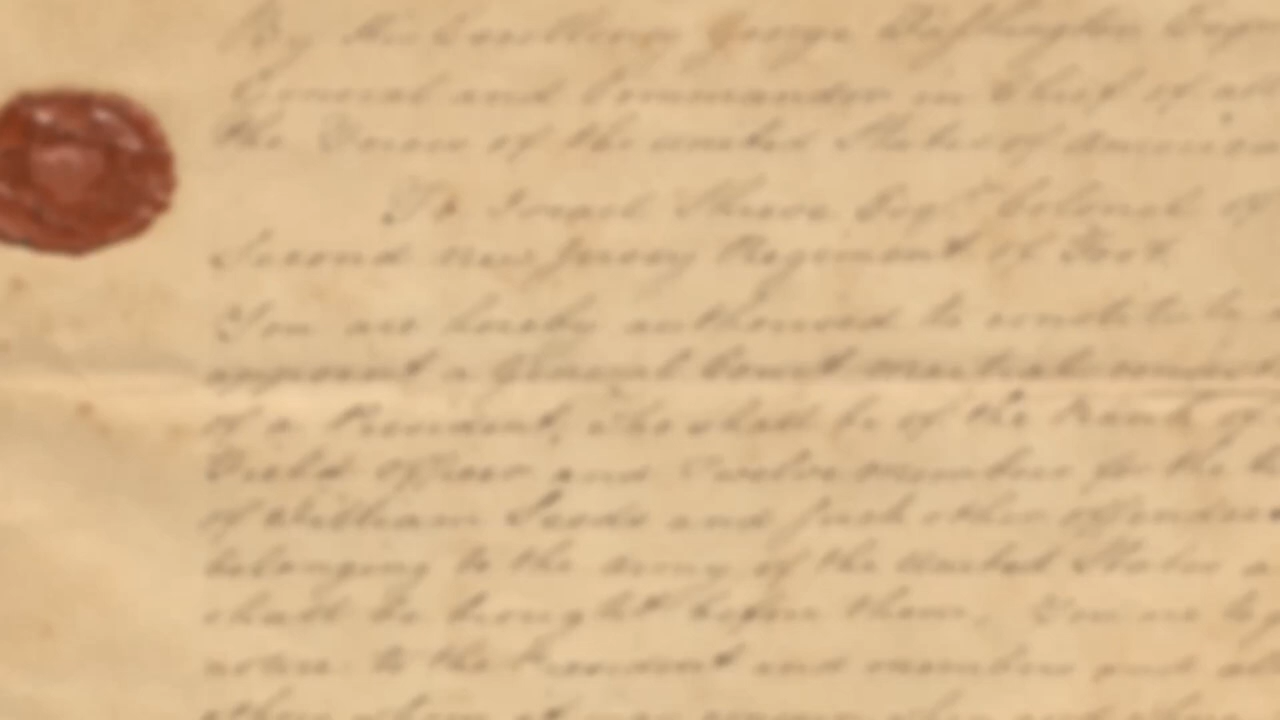 By his Excellency George Washington Esqr
General and Commander in Chief of all
the Forces of the united States of America
To Israel Shreve Esqr. Colonel of
Second new Jersey Regiment of Foot
You are hereby authorised to constitute
appoint a General Court martial
of a President, who shall be of the Rank of
Field officer and Twelve members for the
of William Seeds and such other offenders
belonging to the army of the united States
shall be brought before them. You are to
notice to the President and members and all